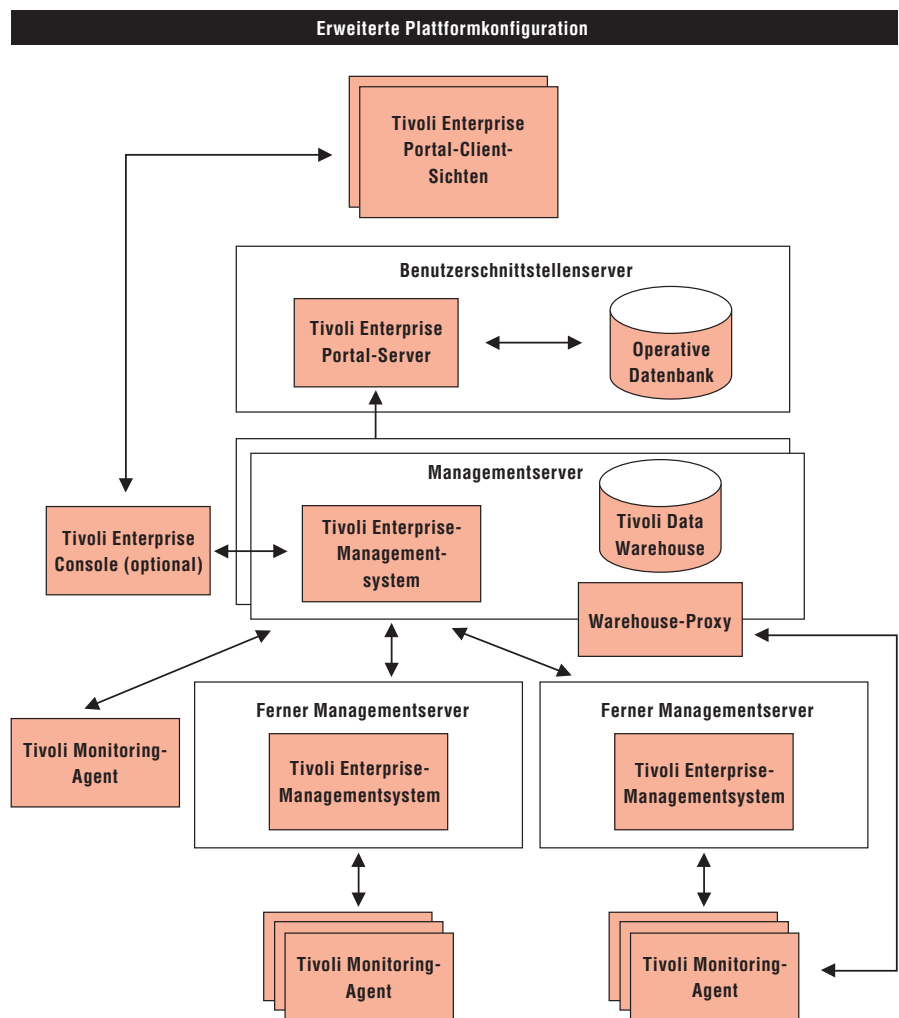 Erweiterte Plattformkonfiguration
Tivoli Enterprise
Portal-Client-
Sichten
Benutzerschnittstellenserver
Tivoli Enterprise
Portal-Server
Operative
Datenbank
Managementserver
Tivoli Enterprise
Console (optional)
Tivoli Enterprise-
Management-
system
Tivoli Data
Warehouse
Warehouse-Proxy
Tivoli Monitoring-
Agent
Ferner Managementserver
Tivoli Enterprise-
Managementsystem
Ferner Managementserver
Tivoli Enterprise-
Managementsystem
Tivoli Monitoring-
Agent
Tivoli Monitoring-
Agent